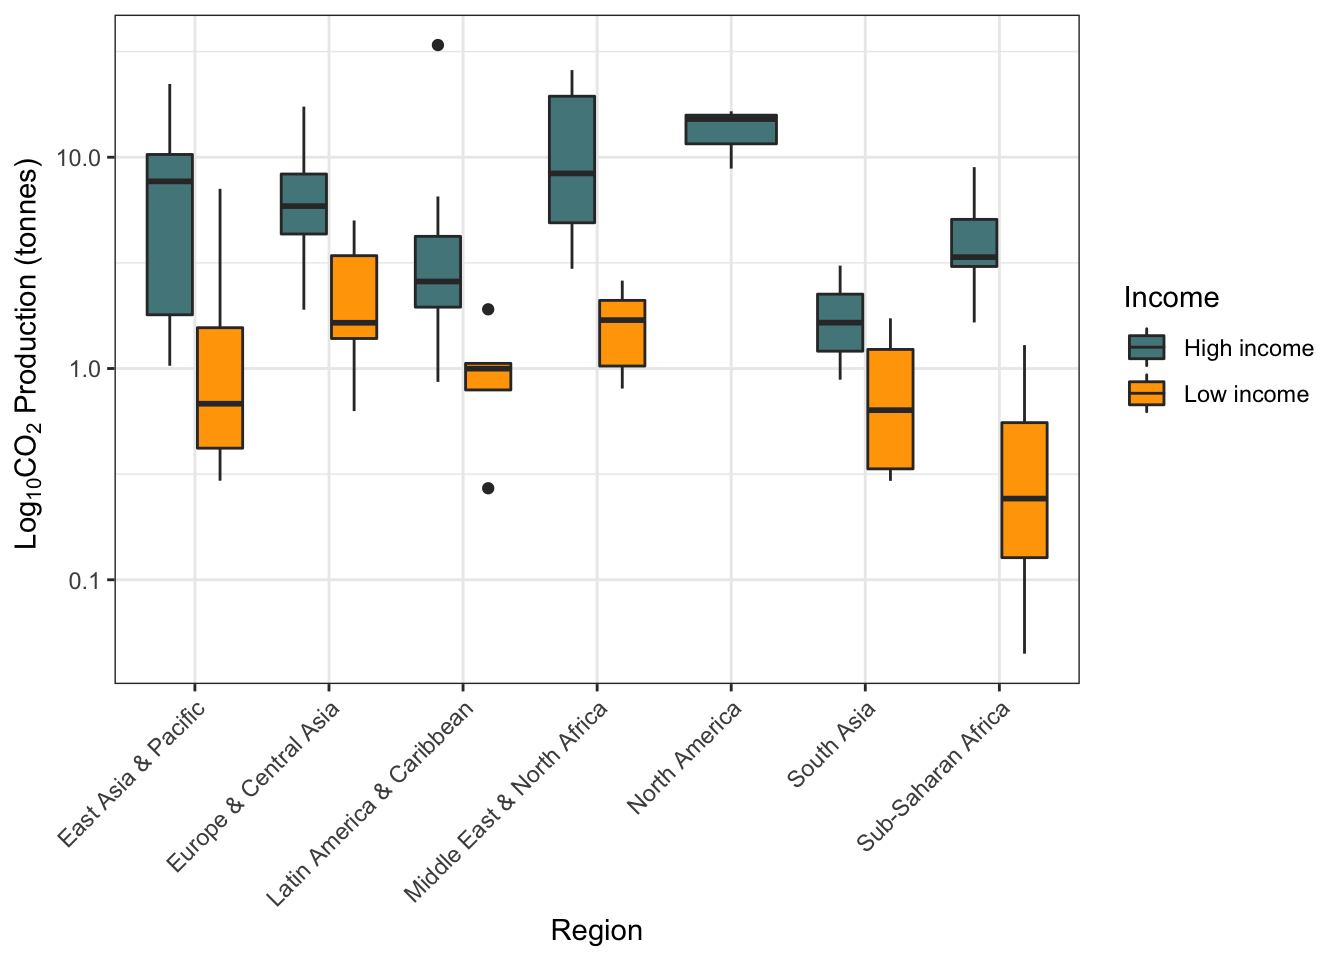 Log₁₀CO₂ Production (tonnes)
10.0
1.0
0.1
East Asia & Pacific
Europe & Central Asia
Latin America & Caribbean
Middle East & North Africa
North America
South Asia
Sub-Saharan Africa
Region
Income
High income
Low income